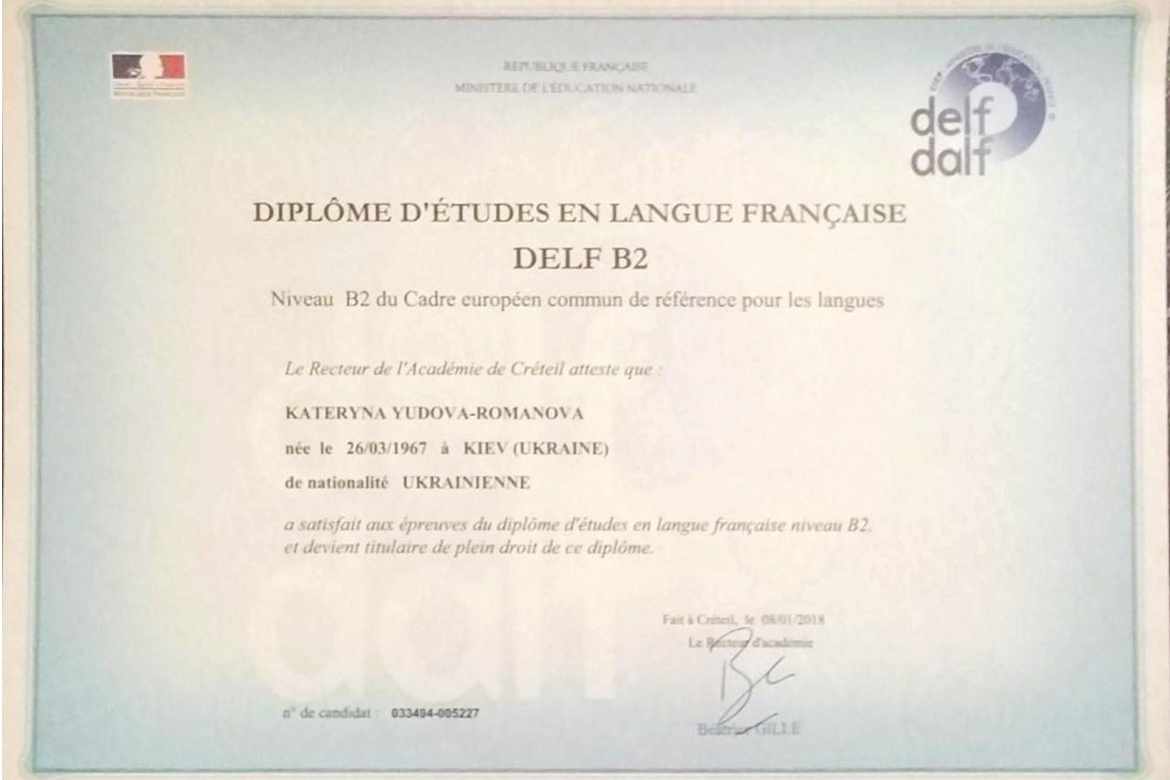 RÉPUBLIQUE FRANÇAISE
MINISTÈRE DE L'ÉDUCATION NATIONALE
delf
dalf
DIPLÔME D'ÉTUDES EN LANGUE FRANÇAISE
DELF B2
Niveau B2 du Cadre européen commun de référence pour les langues
Le Recteur de l'Académie de Créteil atteste que :
KATERYNA YUDOVA-ROMANOVA
née le 26/03/1967 à KIEV (UKRAINE)
de nationalité UKRAINIENNE
a satisfait aux épreuves du diplôme d'études en langue française niveau B2,
et devient titulaire de plein droit de ce diplôme.
Fait à Créteil, le 08/01/2018
Le Recteur d'académie
n° de candidat : 033494-005227
Béatrice GILLE